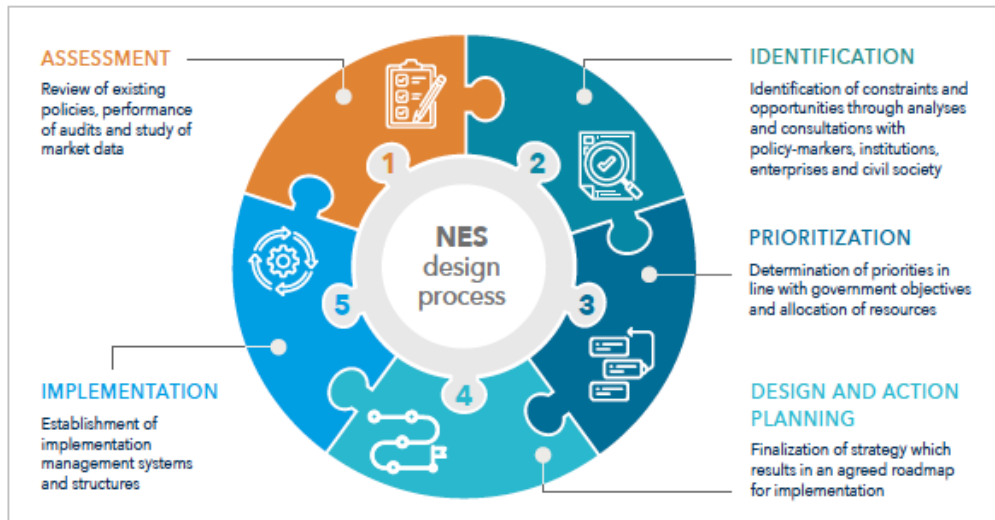 ASSESSMENT
Review of existing
policies, performance
of audits and study of
market data
IDENTIFICATION
Identification of constraints and
opportunities through analyses
and consultations with
policy-markers, institutions,
enterprises and civil society
PRIORITIZATION
Determination of priorities in
line with government objectives
and allocation of resources
DESIGN AND ACTION
PLANNING
Finalization of strategy which
results in an agreed roadmap
for implementation
IMPLEMENTATION
Establishment of
implementation
management systems
and structures
NES
design
process
1
2
3
4
5